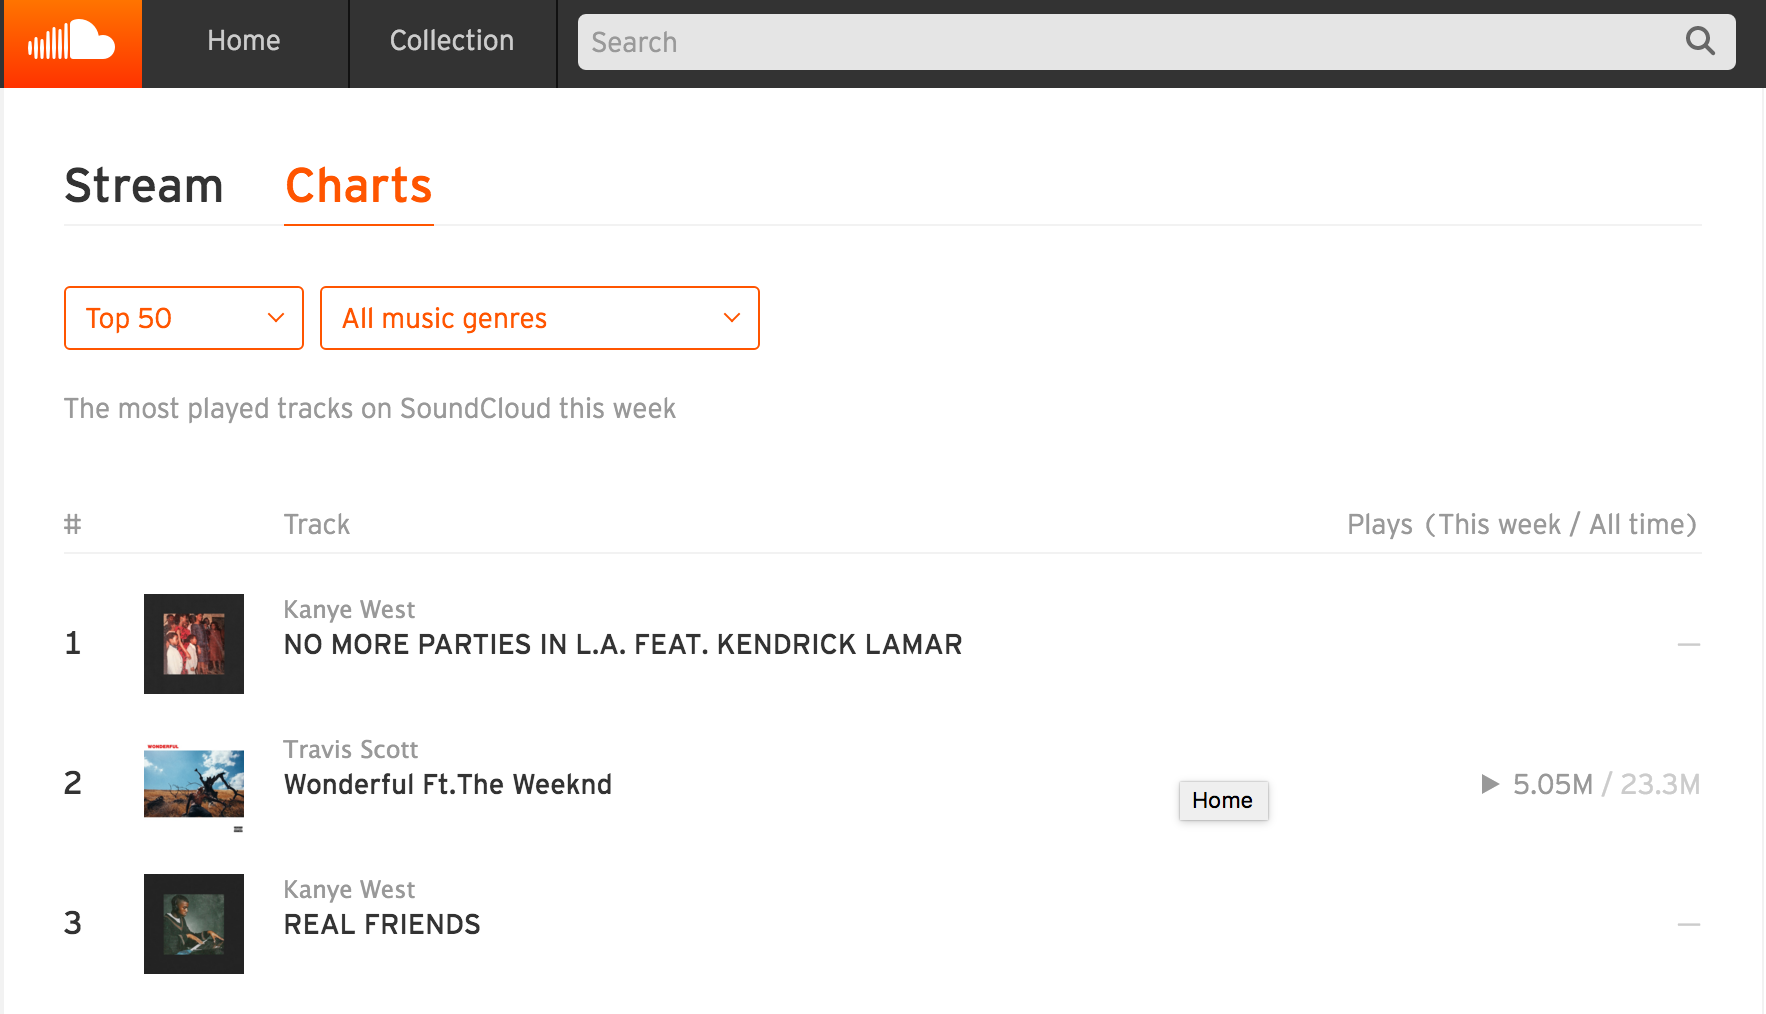 Home
Collection
Search
Stream
Charts
Top 50
All music genres
The most played tracks on SoundCloud this week
# Track Plays (This week / All time)
1
Kanye West
NO MORE PARTIES IN L.A. FEAT. KENDRICK LAMAR
—
WONDERFUL
2
Travis Scott
Wonderful Ft.The Weeknd
5.05M / 23.3M
Home
3
Kanye West
REAL FRIENDS
—